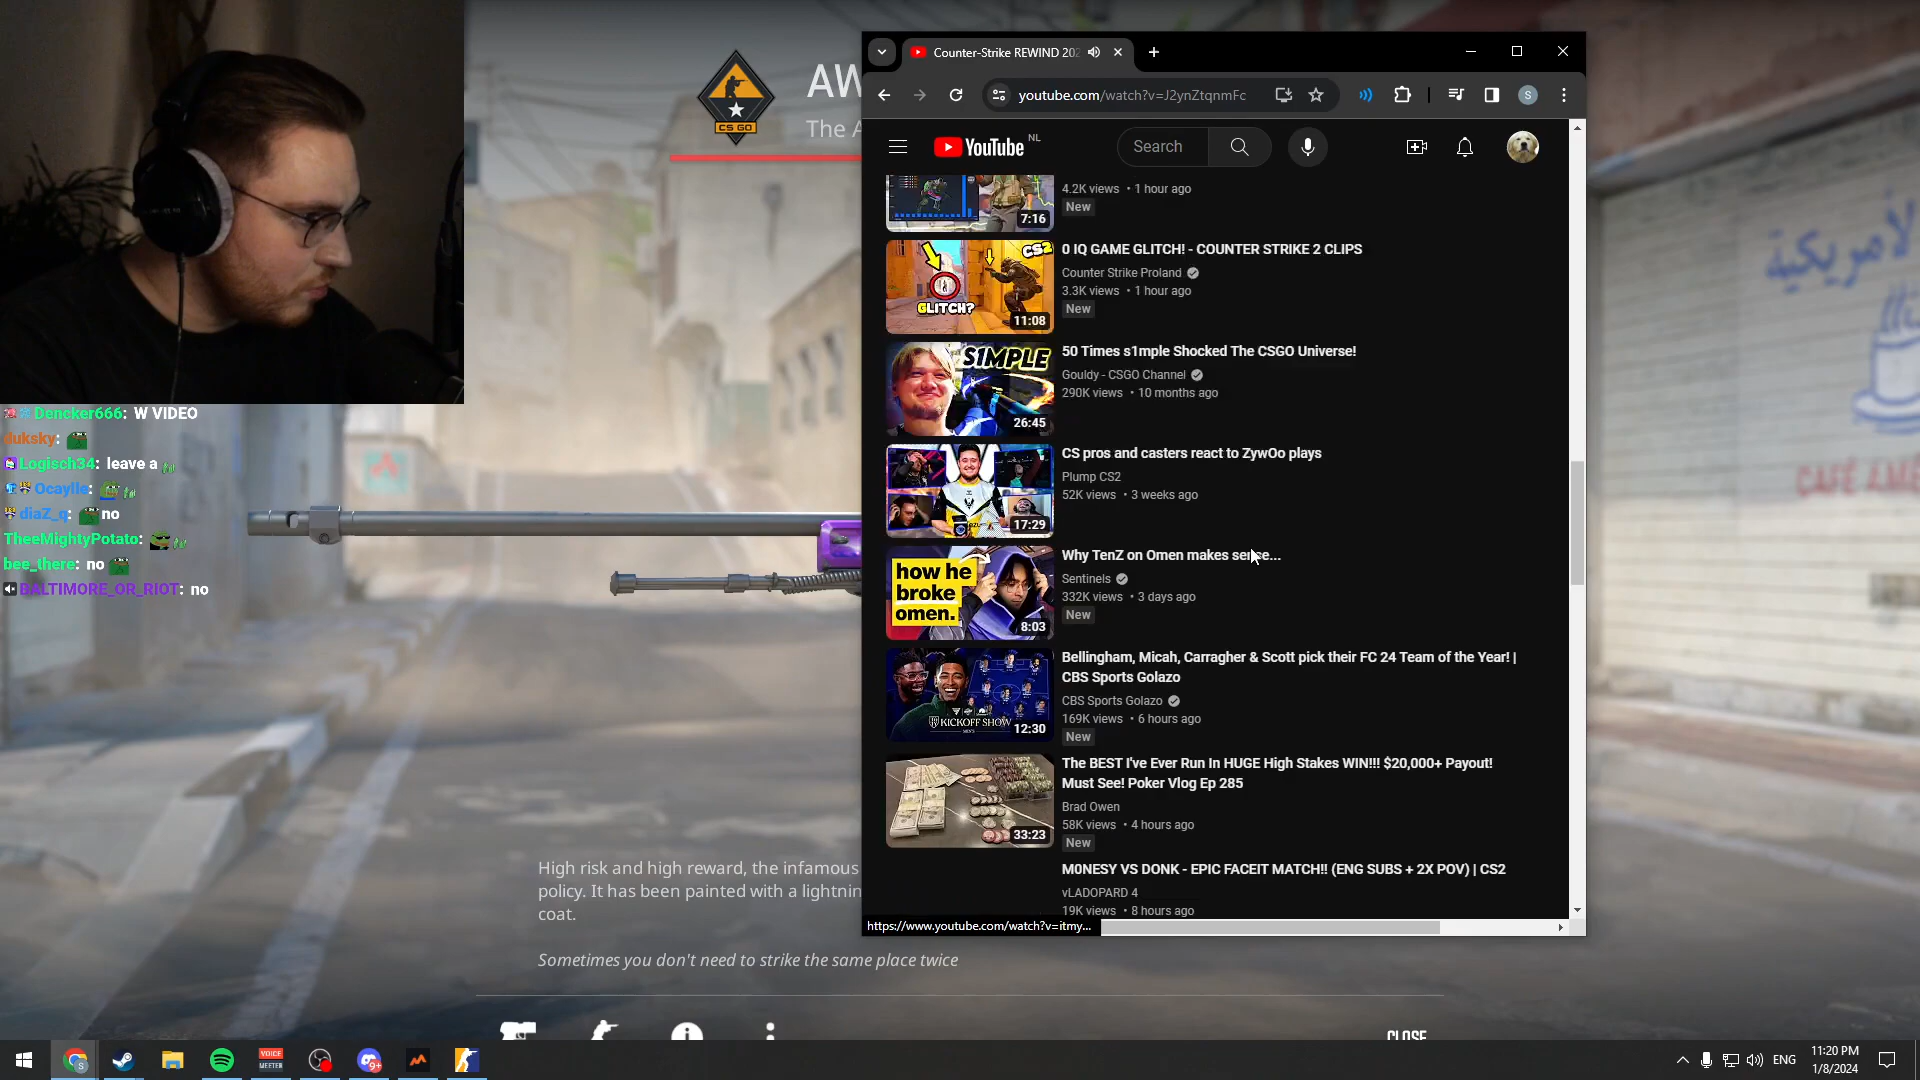 AW
The A
CS GO
Dencker666: W VIDEO
luksky:
Logisch34: leave a
Ocaylle:
diaZ_q: no
TheeMightyPotato:
bee_there: no
BALTIMORE_OR_RIOT: no
High risk and high reward, the infamous
policy. It has been painted with a lightnin
coat.
Sometimes you don't need to strike the same place twice
CLOSE
Counter-Strike REWIND 202
youtube.com/watch?v=J2ynZtqnmFc
S
YouTube NL
Search
7:16
4.2K views • 1 hour ago
New
CS2
GLITCH?
11:08
0 IQ GAME GLITCH! - COUNTER STRIKE 2 CLIPS
Counter Strike Proland
3.3K views • 1 hour ago
New
S1MPLE
26:45
50 Times s1mple Shocked The CSGO Universe!
Gouldy - CSGO Channel
290K views • 10 months ago
17:29
CS pros and casters react to ZywOo plays
Plump CS2
52K views • 3 weeks ago
how he
broke
omen.
8:03
Why TenZ on Omen makes sense...
Sentinels
332K views • 3 days ago
New
KICKOFF SHOW
12:30
Bellingham, Micah, Carragher & Scott pick their FC 24 Team of the Year! |
CBS Sports Golazo
CBS Sports Golazo
169K views • 6 hours ago
New
33:23
The BEST I've Ever Run In HUGE High Stakes WIN!!! $20,000+ Payout!
Must See! Poker Vlog Ep 285
Brad Owen
58K views • 4 hours ago
New
M0NESY VS DONK - EPIC FACEIT MATCH!! (ENG SUBS + 2X POV) | CS2
vLADOPARD 4
19K views • 8 hours ago
https://www.youtube.com/watch?v=itmy...
الأمريكية
CAFÉ AMÉ
VOICE
MEETER
9+
ENG
11:20 PM
1/8/2024